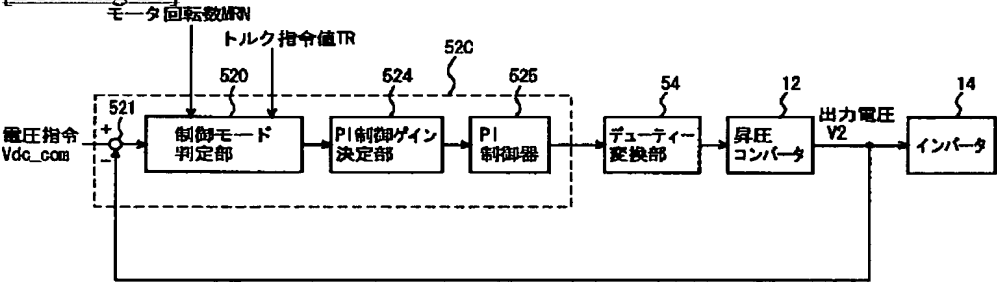 モータ回転数MRN
トルク指令値TR
52C
521
520
524
525
54
12
14
電圧指令
Vdc_com
+
−
制御モード
判定部
PI制御ゲイン
決定部
PI
制御器
デューティー
変換部
昇圧
コンバータ
出力電圧
V2
インバータ